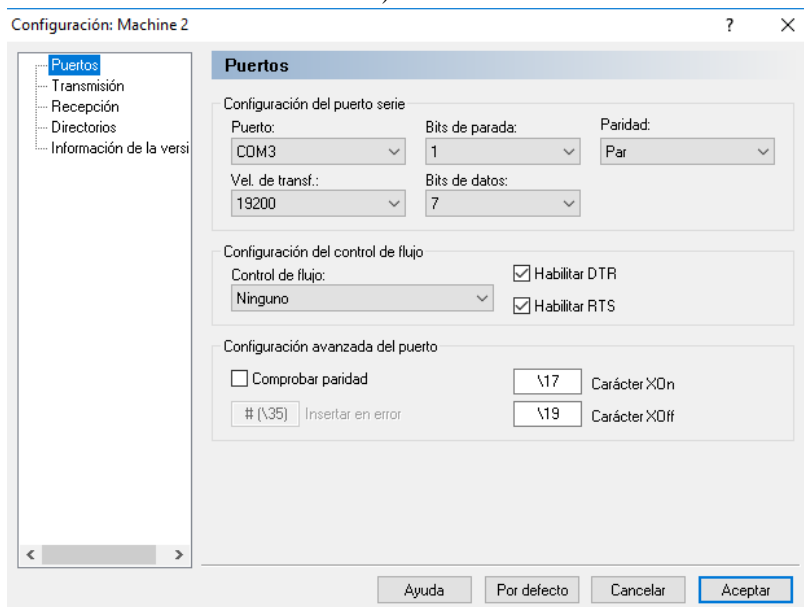 Configuración: Machine 2
?
Puertos
Transmisión
Recepción
Directorios
Información de la versi
Puertos
Configuración del puerto serie
Puerto:
Bits de parada:
Paridad:
COM3
1
Par
Vel. de transf.:
Bits de datos:
19200
7
Configuración del control de flujo
Control de flujo:
Habilitar DTR
Ninguno
Habilitar RTS
Configuración avanzada del puerto
Comprobar paridad
\17
Carácter XOn
# (\35)
Insertar en error
\19
Carácter XOff
Ayuda
Por defecto
Cancelar
Aceptar